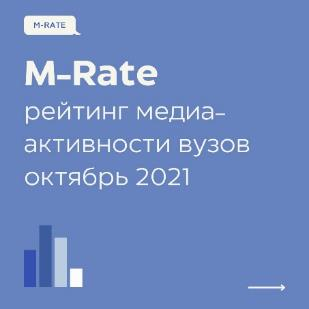 M-RATE
M-Rate
рейтинг медиа-
активности вузов
октябрь 2021